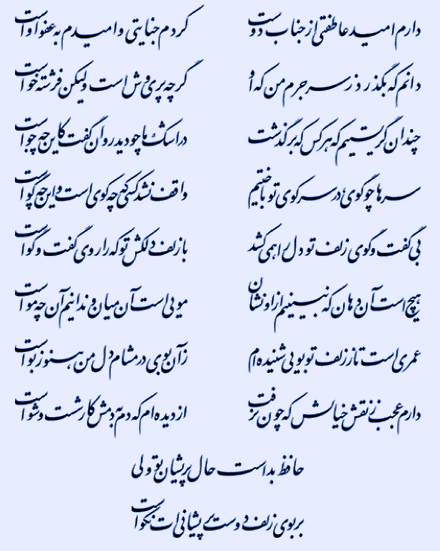 دارم امید عاطفتی از جناب دوست کردم جنایتی و امیدم به عفو اوست
دانم که بگذرد ز سر جرم من که او گر چه پریوش است ولیکن فرشته خوست
چندان گریستیم که هر کس که برگذشت در اشک ما چو دید روان گفت کاین چه جوست
سرها چو گوی در سر کوی تو باختیم واقف نشد کسی که چه کوی است و این چه گوست
بی گفت و گوی زلف تو دل را همی کشد با زلف دلکش تو که را روی گفت و گوست
هیچ است آن دهان که نبینیم از او نشان مویی است آن میان و ندانم آن چه موست
عمری است تا ز زلف تو بویی شنیده ام زان بوی در مشام دل من هنوز بوست
دارم عجب ز نقش خیالش که چون نرفت از دیده ام که دم به دمش کار شست و شوست
حافظ بد است حال پریشان تو ولی
بر بوی زلف دوست پریشانی ات نکوست